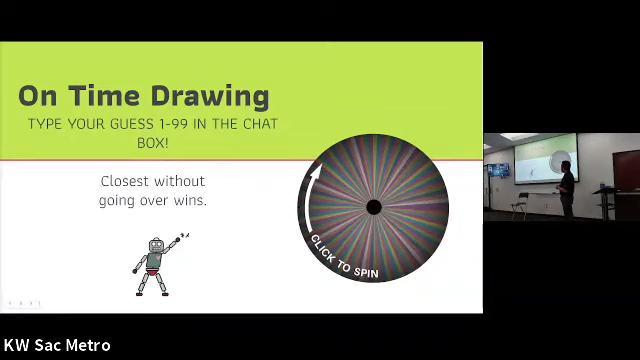 On Time Drawing
TYPE YOUR GUESS 1-99 IN THE CHAT
BOX!
Closest without
going over wins.
CLICK TO SPIN
KW Sac Metro